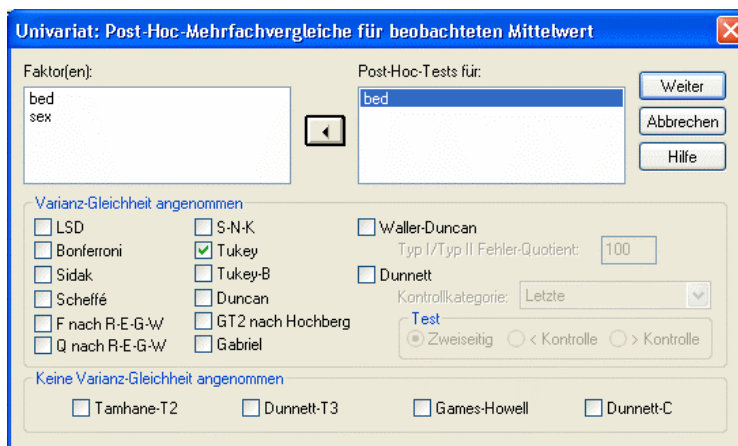 Univariat: Post-Hoc-Mehrfachvergleiche für beobachteten Mittelwert
Faktor(en):
bed
sex
Post-Hoc-Tests für:
bed
Weiter
Abbrechen
Hilfe
Varianz-Gleichheit angenommen
LSD
Bonferroni
Sidak
Scheffé
F nach R-E-G-W
Q nach R-E-G-W
S-N-K
Tukey
Tukey-B
Duncan
GT2 nach Hochberg
Gabriel
Waller-Duncan
Typ I/Typ II Fehler-Quotient: 100
Dunnett
Kontrollkategorie: Letzte
Test
Zweiseitig < Kontrolle > Kontrolle
Keine Varianz-Gleichheit angenommen
Tamhane-T2 Dunnett-T3 Games-Howell Dunnett-C